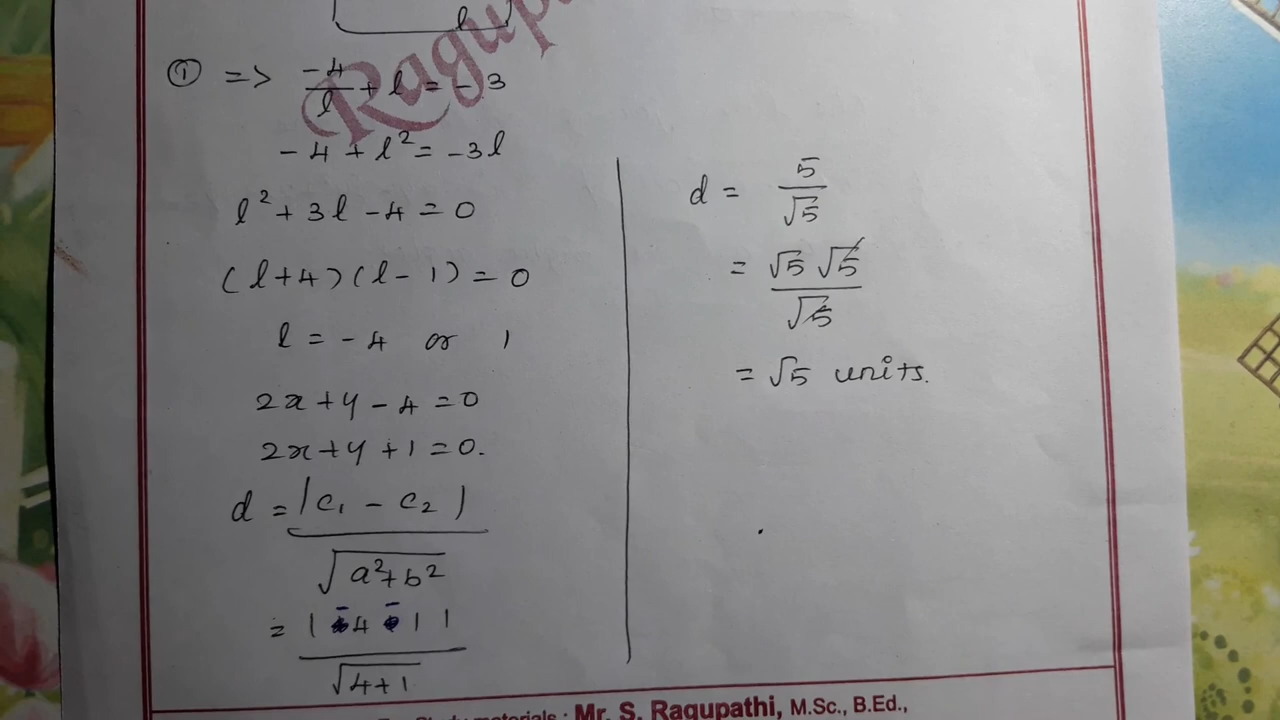 l
① => -4/l + l = -3
-4 + l² = -3l
l² + 3l - 4 = 0
(l+4)(l-1) = 0
l = -4 or 1
2x+y-4=0
2x+y+1=0.
d = |c₁ - c₂|
√a²+b²
= |-4-1|
√4+1
d = 5/√5
= √5 √5
√5
= √5 units.
Ragup
Mr. S. Ragupathi, M.Sc., B.Ed.,